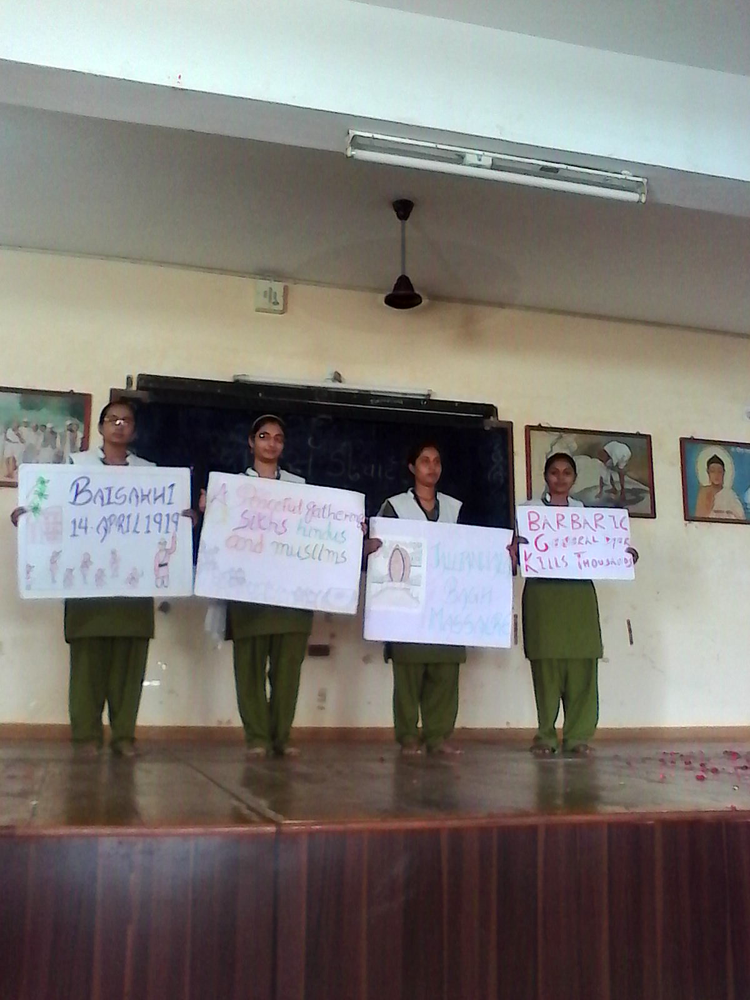 BAISAKHI
14 APRIL 1919
A Peaceful gathering
Sikhs hindus
and muslims
JALLIANWALA
BAGH
MASSACRE
BARBARIC
GENERAL DYER
KILLS THOUSANDS